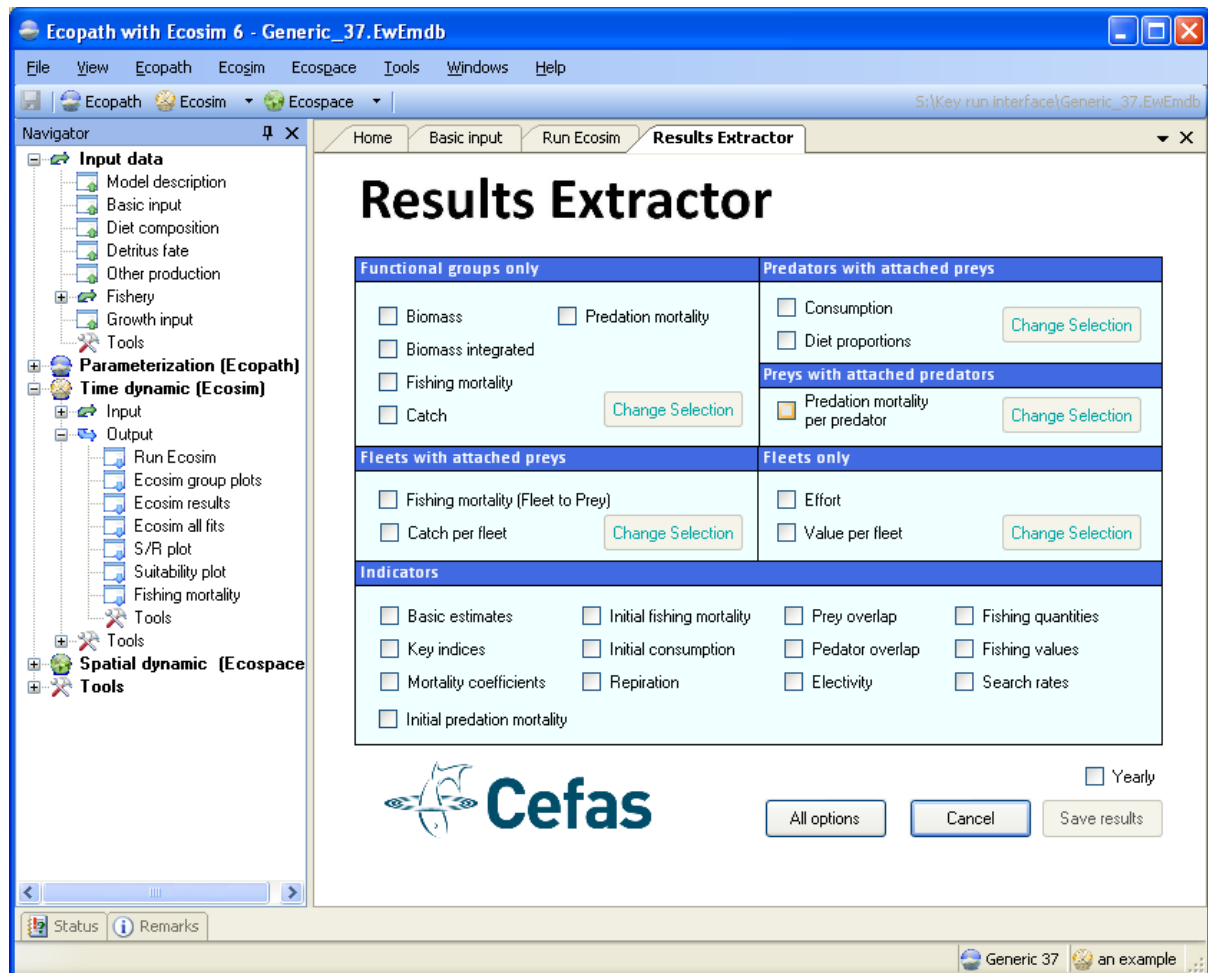 Ecopath with Ecosim 6 - Generic_37.EwEmdb
File View Ecopath Ecosim Ecospace Tools Windows Help
Ecopath Ecosim Ecospace S:\Key run interface\Generic_37.EwEmdb
Navigator
Input data
Model description
Basic input
Diet composition
Detritus fate
Other production
Fishery
Growth input
Tools
Parameterization (Ecopath)
Time dynamic (Ecosim)
Input
Output
Run Ecosim
Ecosim group plots
Ecosim results
Ecosim all fits
S/R plot
Suitability plot
Fishing mortality
Tools
Tools
Spatial dynamic (Ecospace
Tools
Home Basic input Run Ecosim Results Extractor
Results Extractor
Functional groups only
Biomass Predation mortality
Biomass integrated
Fishing mortality
Catch Change Selection
Predators with attached preys
Consumption
Diet proportions
Change Selection
Preys with attached predators
Predation mortality
per predator
Change Selection
Fleets with attached preys
Fishing mortality (Fleet to Prey)
Catch per fleet Change Selection
Fleets only
Effort
Value per fleet Change Selection
Indicators
Basic estimates Initial fishing mortality Prey overlap Fishing quantities
Key indices Initial consumption Pedator overlap Fishing values
Mortality coefficients Repiration Electivity Search rates
Initial predation mortality
Cefas
Yearly
All options Cancel Save results
Status Remarks
Generic 37 an example